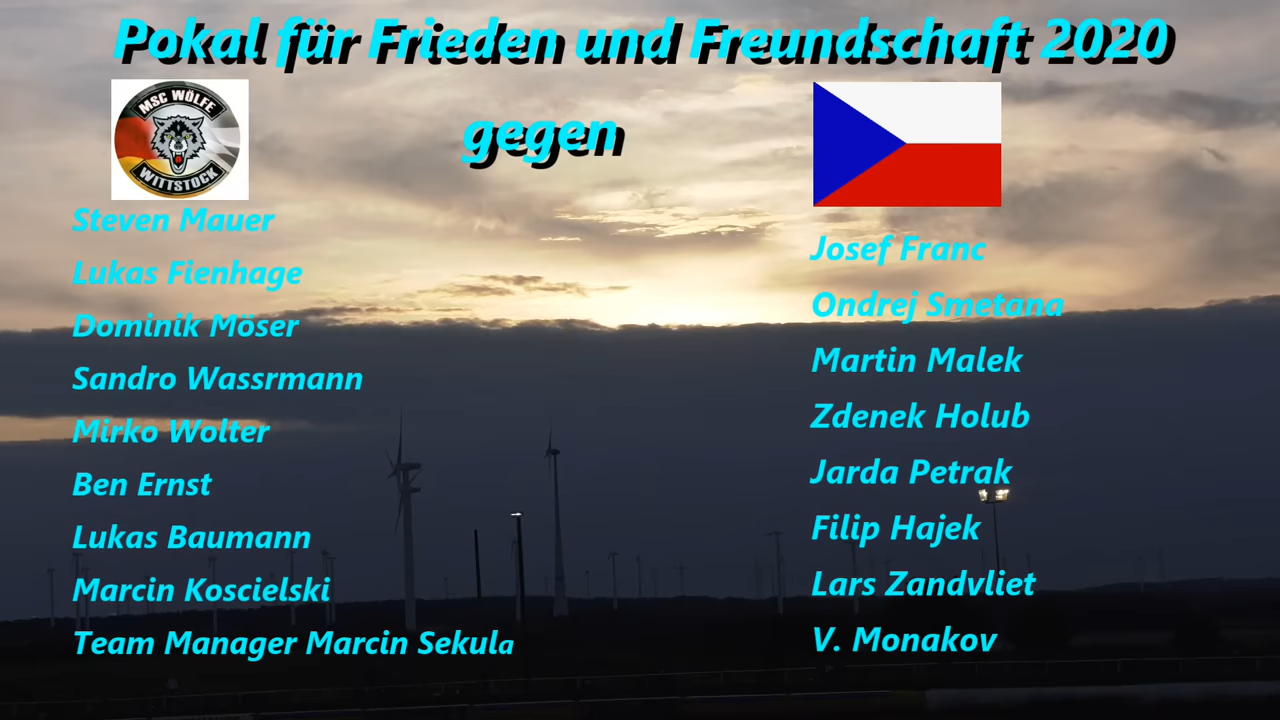 Pokal für Frieden und Freundschaft 2020
MSC WÖLFE
WITTSTOCK
gegen
Steven Mauer
Lukas Fienhage
Dominik Möser
Sandro Wassrmann
Mirko Wolter
Ben Ernst
Lukas Baumann
Marcin Koscielski
Team Manager Marcin Sekula
Josef Franc
Ondrej Smetana
Martin Malek
Zdenek Holub
Jarda Petrak
Filip Hajek
Lars Zandvliet
V. Monakov